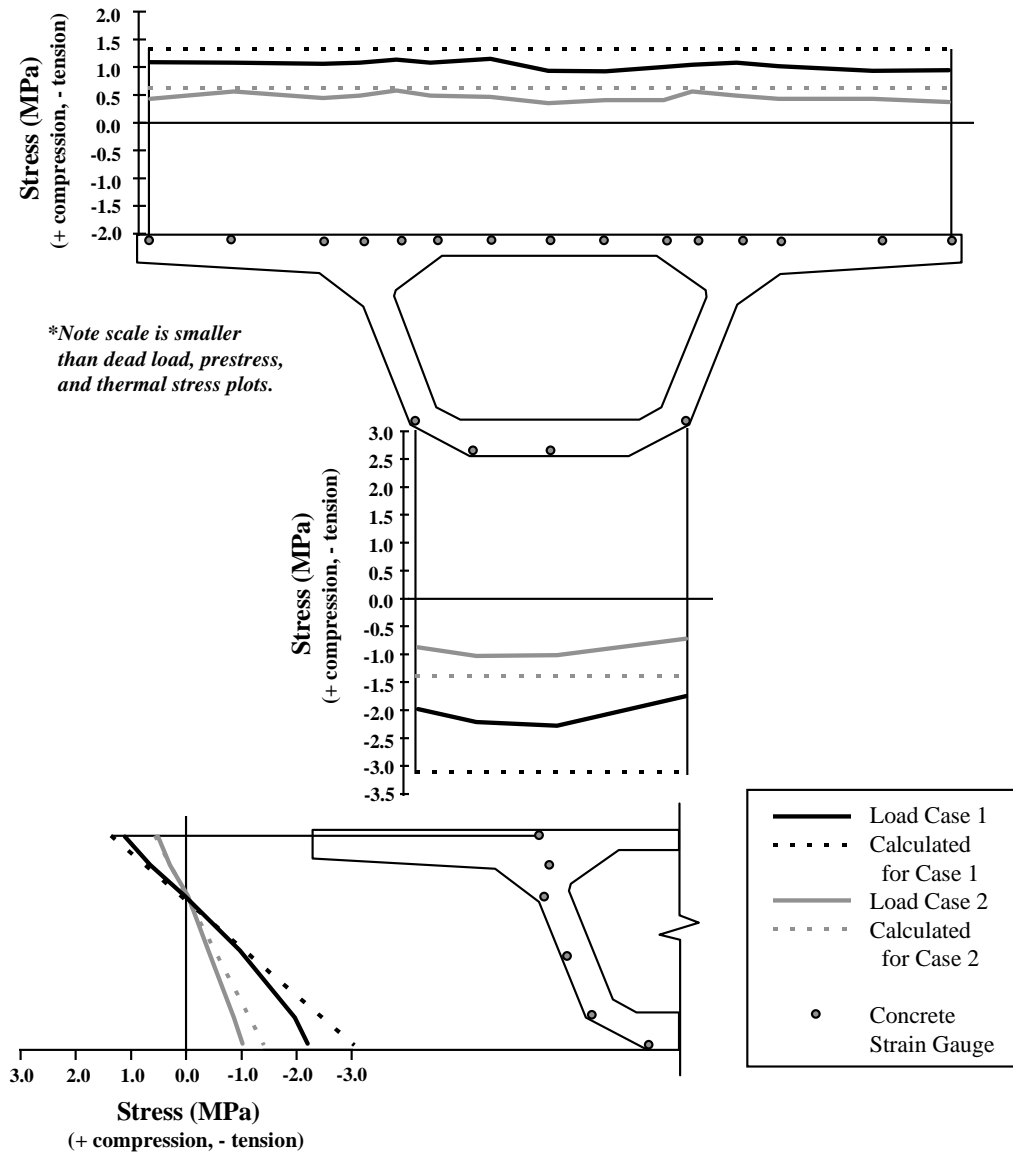 2.0
1.5
1.0
0.5
0.0
-0.5
-1.0
-1.5
-2.0
Stress (MPa)
(+ compression, - tension)
*Note scale is smaller
than dead load, prestress,
and thermal stress plots.
3.0
2.5
2.0
1.5
1.0
0.5
0.0
-0.5
-1.0
-1.5
-2.0
-2.5
-3.0
-3.5
Stress (MPa)
(+ compression, - tension)
3.0 2.0 1.0 0.0 -1.0 -2.0 -3.0
Stress (MPa)
(+ compression, - tension)
Load Case 1
Calculated
for Case 1
Load Case 2
Calculated
for Case 2
Concrete
Strain Gauge